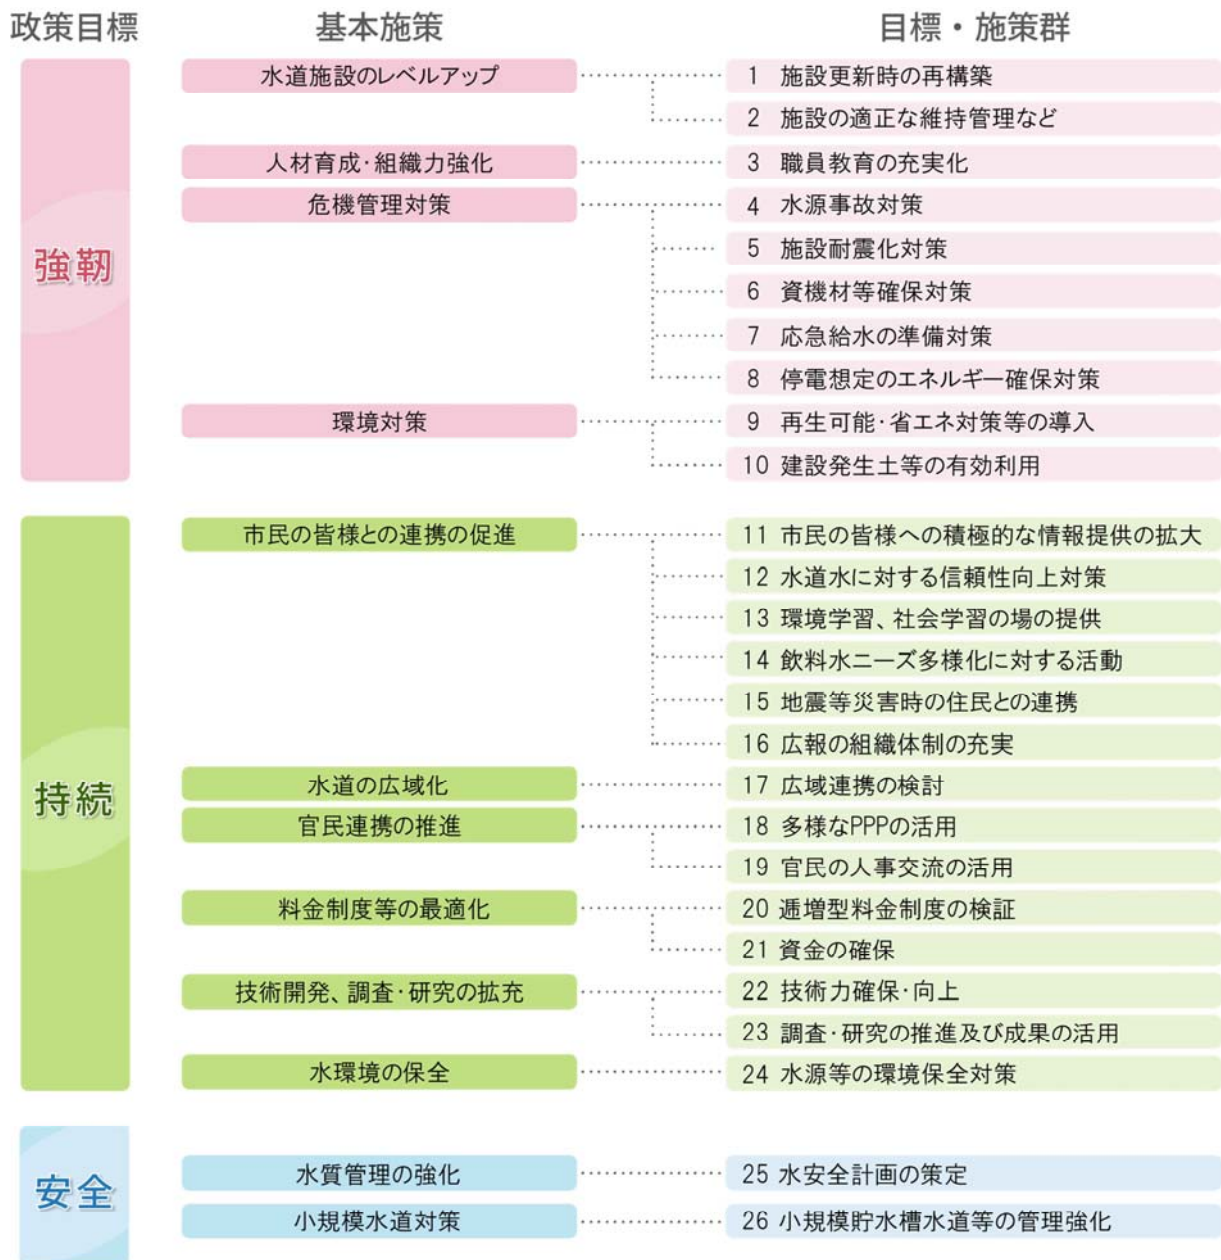 政策目標 基本施策 目標・施策群
強靭
水道施設のレベルアップ 1 施設更新時の再構築
2 施設の適正な維持管理など
人材育成・組織力強化 3 職員教育の充実化
危機管理対策 4 水源事故対策
5 施設耐震化対策
6 資機材等確保対策
7 応急給水の準備対策
8 停電想定のエネルギー確保対策
環境対策 9 再生可能・省エネ対策等の導入
10 建設発生土等の有効利用
持続
市民の皆様との連携の促進 11 市民の皆様への積極的な情報提供の拡大
12 水道水に対する信頼性向上対策
13 環境学習、社会学習の場の提供
14 飲料水ニーズ多様化に対する活動
15 地震等災害時の住民との連携
16 広報の組織体制の充実
水道の広域化 17 広域連携の検討
官民連携の推進 18 多様なPPPの活用
19 官民の人事交流の活用
料金制度等の最適化 20 逓増型料金制度の検証
21 資金の確保
技術開発、調査・研究の拡充 22 技術力確保・向上
23 調査・研究の推進及び成果の活用
水環境の保全 24 水源等の環境保全対策
安全
水質管理の強化 25 水安全計画の策定
小規模水道対策 26 小規模貯水槽水道等の管理強化